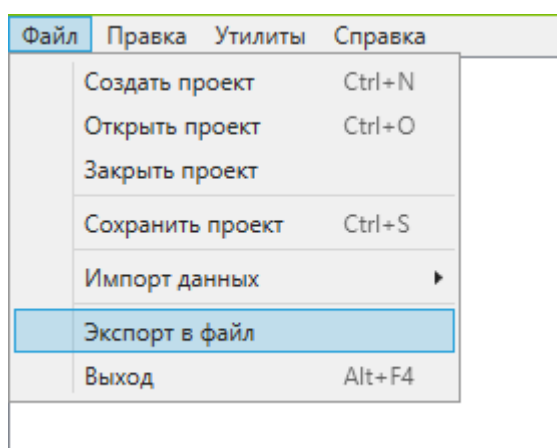 Файл Правка Утилиты Справка
Создать проект Ctrl+N
Открыть проект Ctrl+O
Закрыть проект
Сохранить проект Ctrl+S
Импорт данных
Экспорт в файл
Выход Alt+F4